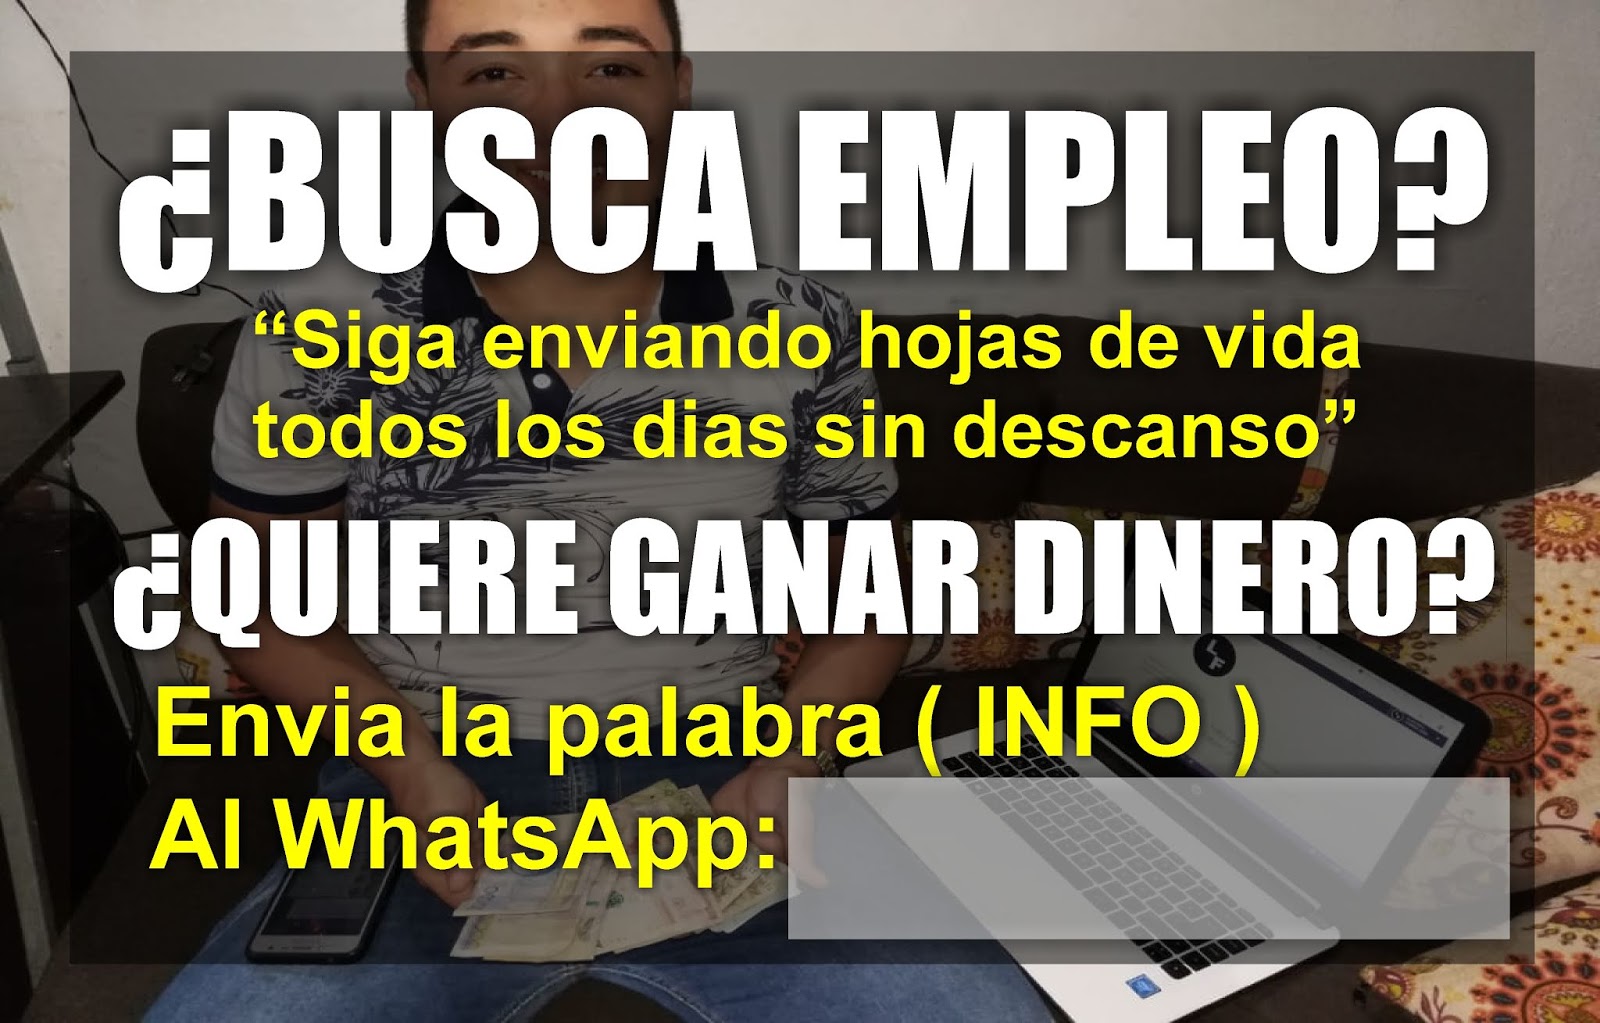 ¿BUSCA EMPLEO?
“Siga enviando hojas de vida
todos los dias sin descanso”
¿QUIERE GANAR DINERO?
Envia la palabra ( INFO )
Al WhatsApp:
LF